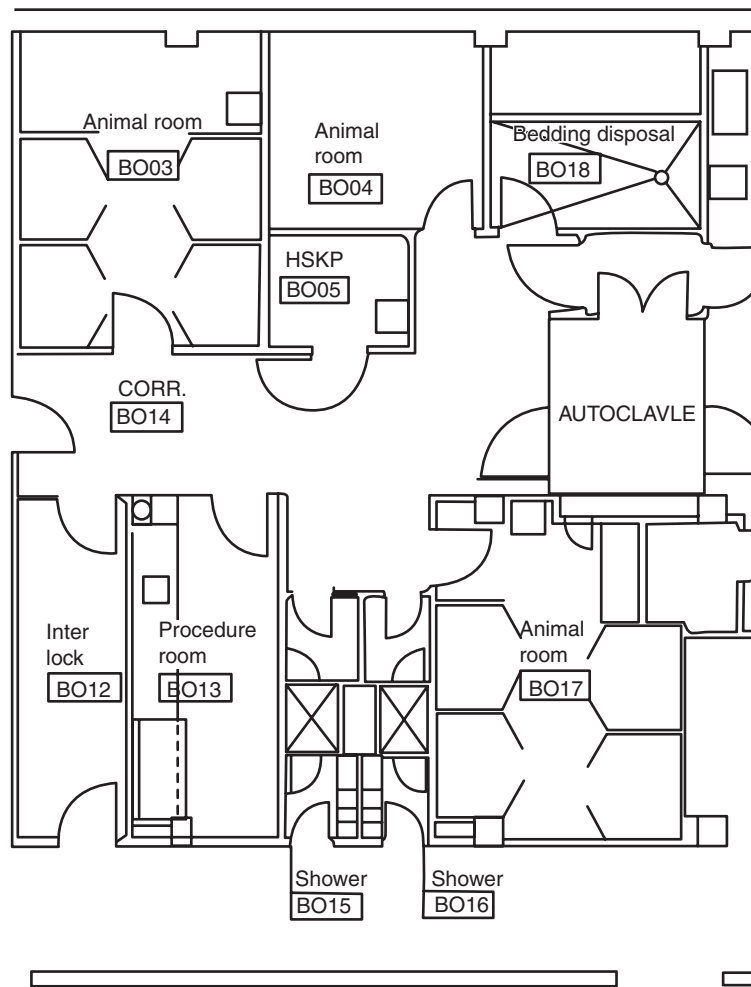 Animal room
BO03
Animal
room
BO04
Bedding disposal
BO18
HSKP
BO05
CORR.
BO14
AUTOCLAVLE
Inter
lock
BO12
Procedure
room
BO13
Animal
room
BO17
Shower
BO15
Shower
BO16